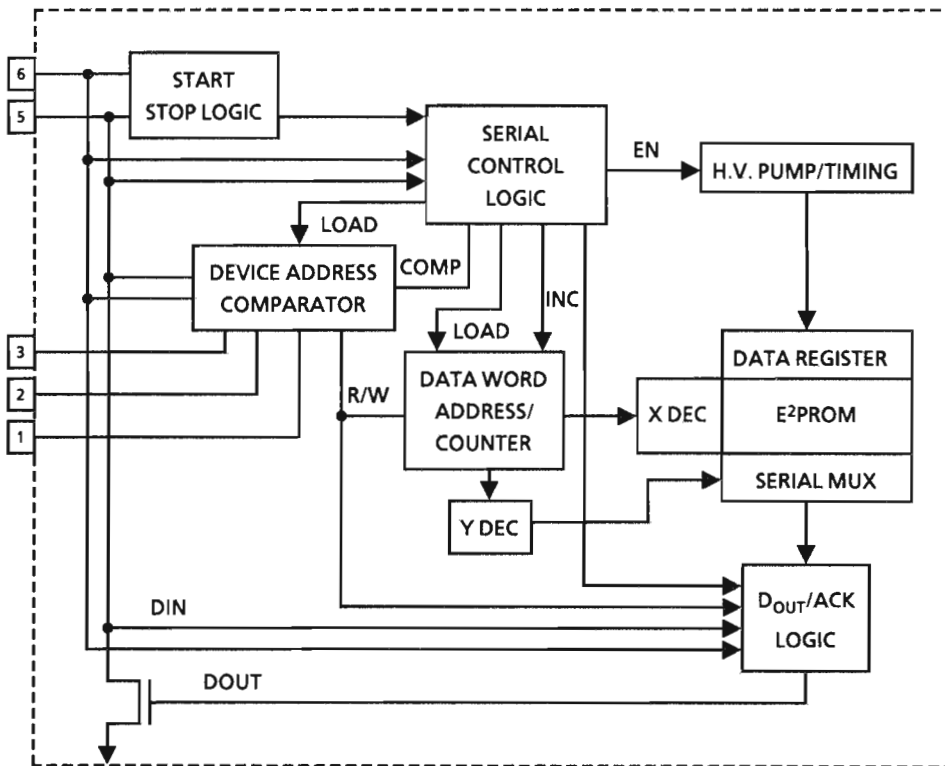 6
START
STOP LOGIC
5
SERIAL
CONTROL
LOGIC
EN
H.V. PUMP/TIMING
LOAD
DEVICE ADDRESS
COMPARATOR
COMP
INC
LOAD
3
2
1
R/W
DATA WORD
ADDRESS/
COUNTER
DATA REGISTER
X DEC
E²PROM
SERIAL MUX
Y DEC
DIN
D_OUT/ACK
LOGIC
DOUT